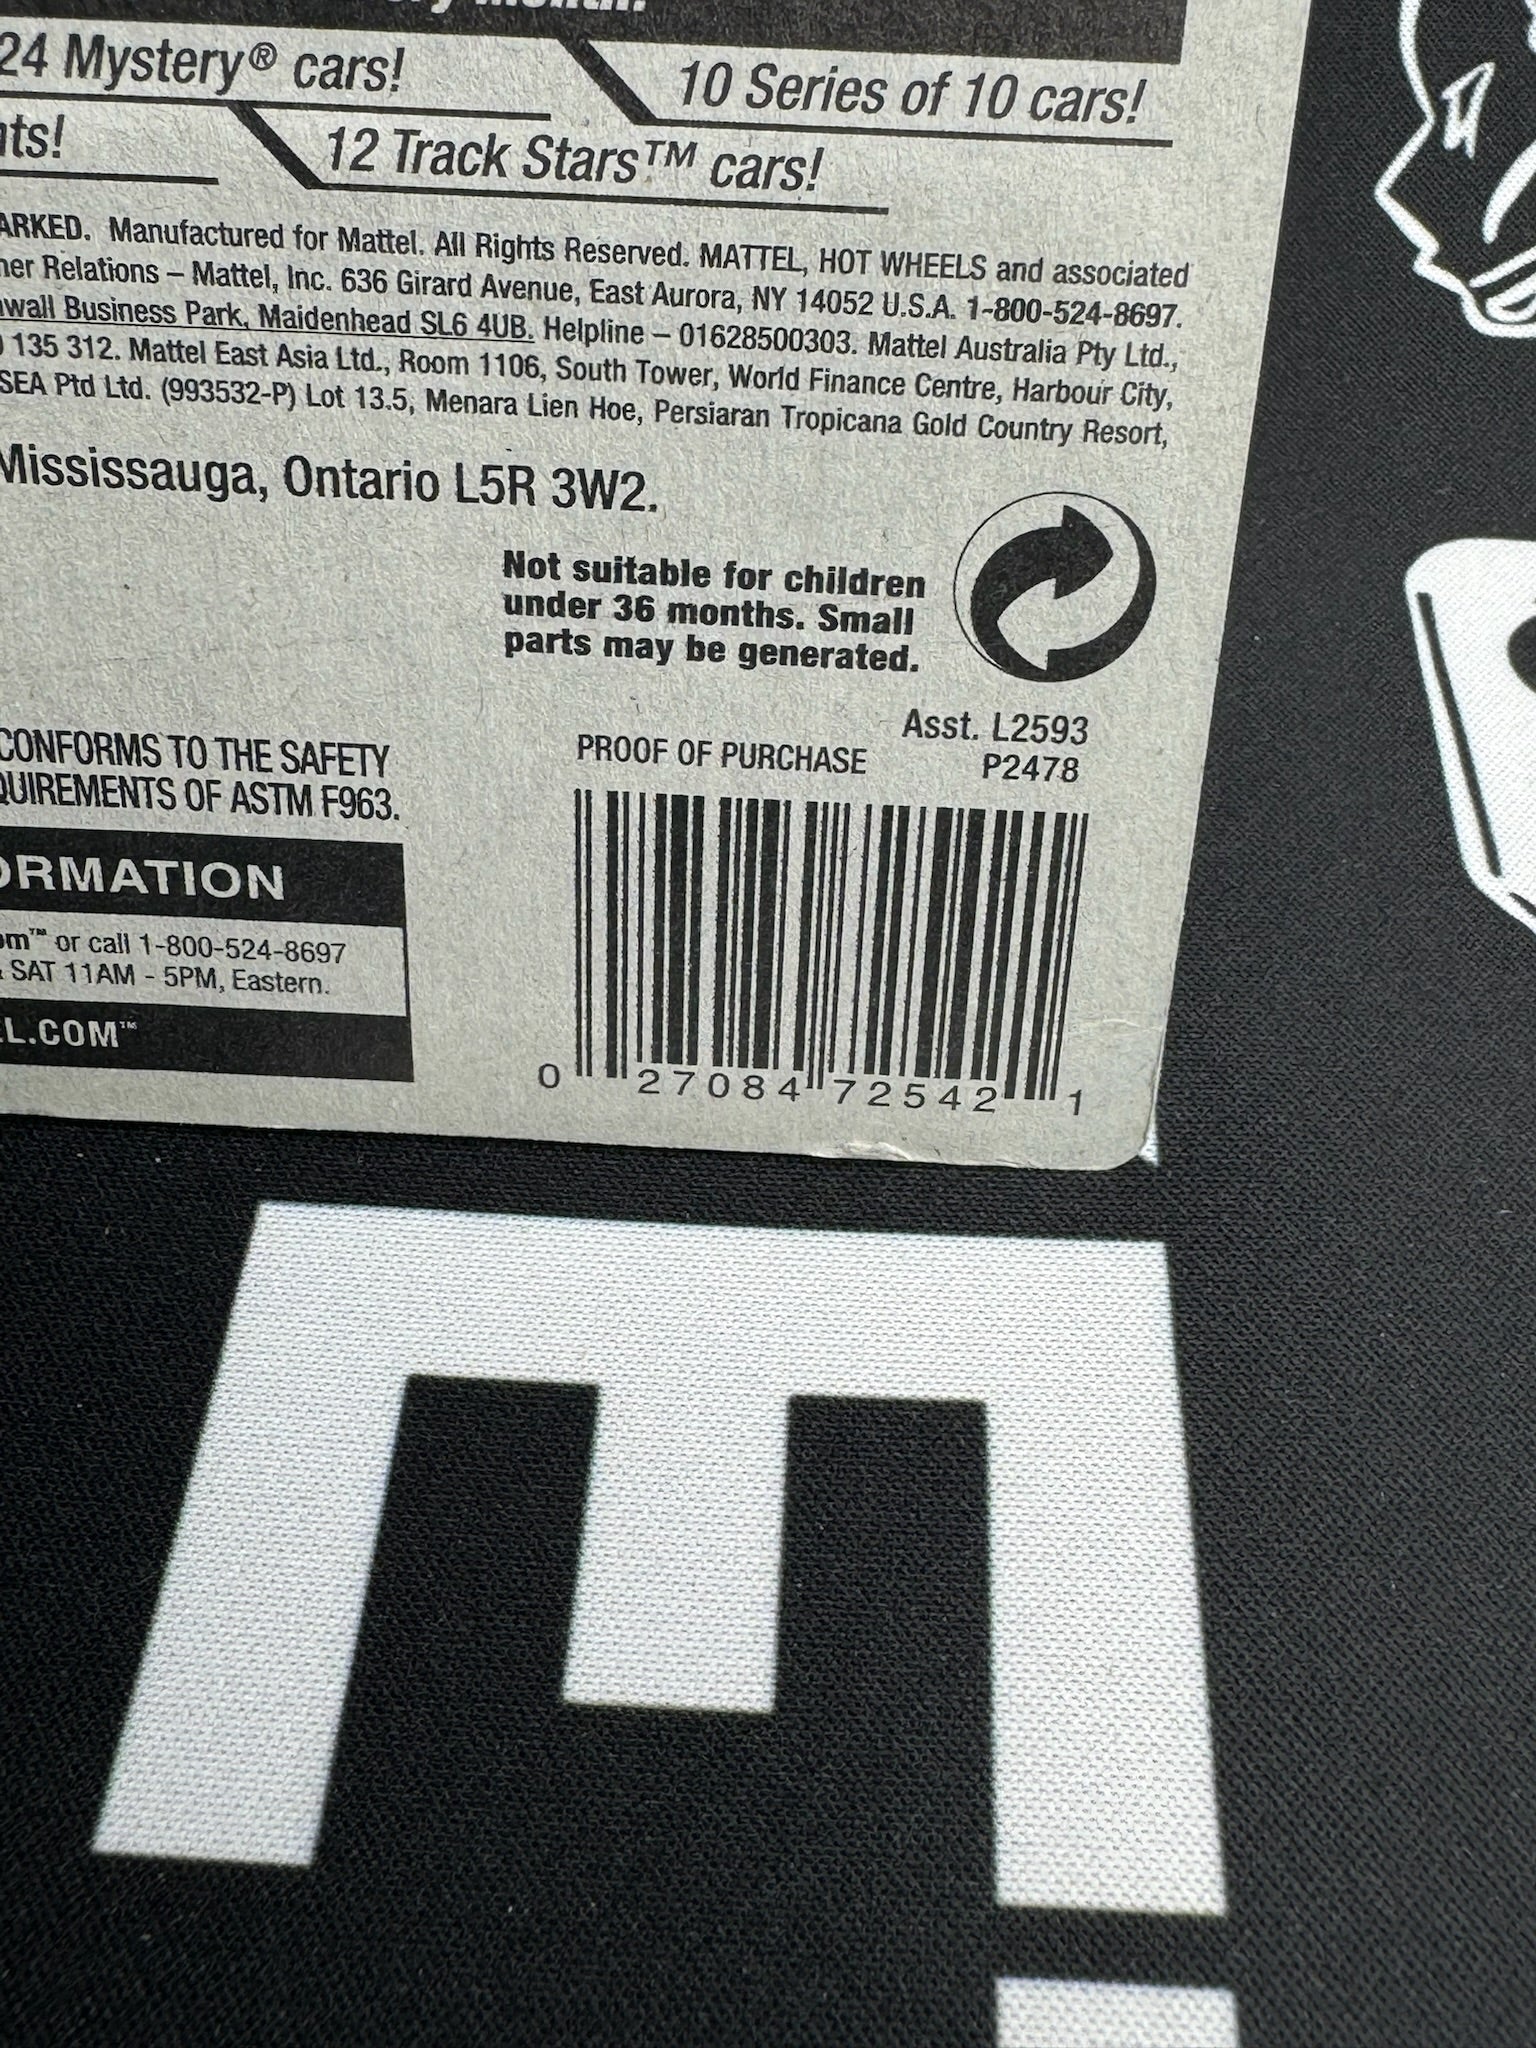 24 Mystery® cars!
10 Series of 10 cars!
12 Track Stars™ cars!
Manufactured for Mattel. All Rights Reserved. MATTEL, HOT WHEELS and associated
Relations – Mattel, Inc. 636 Girard Avenue, East Aurora, NY 14052 U.S.A. 1-800-524-8697.
Business Park, Maidenhead SL6 4UB. Helpline – 01628500303. Mattel Australia Pty Ltd.,
135 312. Mattel East Asia Ltd., Room 1106, South Tower, World Finance Centre, Harbour City,
SEA Ptd Ltd. (993532-P) Lot 13.5, Menara Lien Hoe, Persiaran Tropicana Gold Country Resort,
Mississauga, Ontario L5R 3W2.
Not suitable for children
under 36 months. Small
parts may be generated.
Asst. L2593
PROOF OF PURCHASE P2478
CONFORMS TO THE SAFETY
QUIREMENTS OF ASTM F963.
ORMATION
om™ or call 1-800-524-8697
SAT 11AM - 5PM, Eastern.
L.COM™
0 27084 72542 1
E